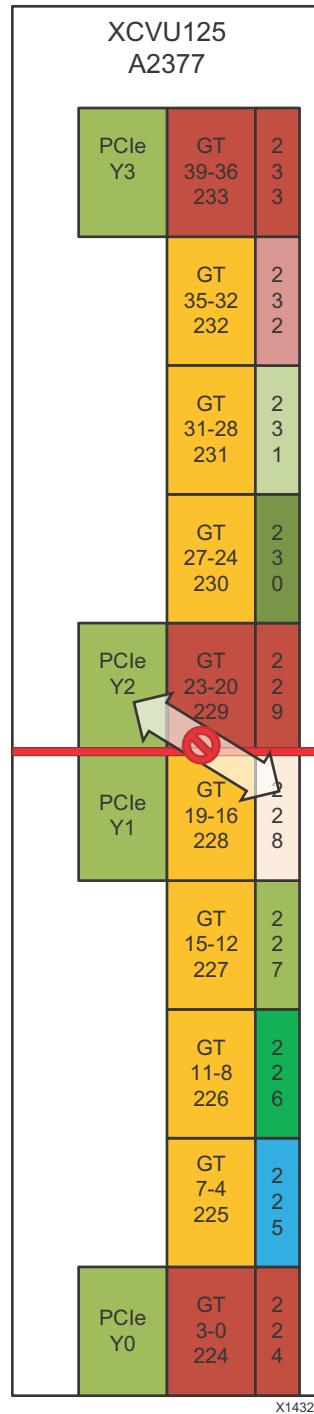 XCVU125
A2377
PCIe
Y3
GT
39-36
233
2
3
3
GT
35-32
232
2
3
2
GT
31-28
231
2
3
1
GT
27-24
230
2
3
0
PCIe
Y2
GT
23-20
229
2
2
9
PCIe
Y1
GT
19-16
228
2
2
8
GT
15-12
227
2
2
7
GT
11-8
226
2
2
6
GT
7-4
225
2
2
5
PCIe
Y0
GT
3-0
224
2
2
4
X1432